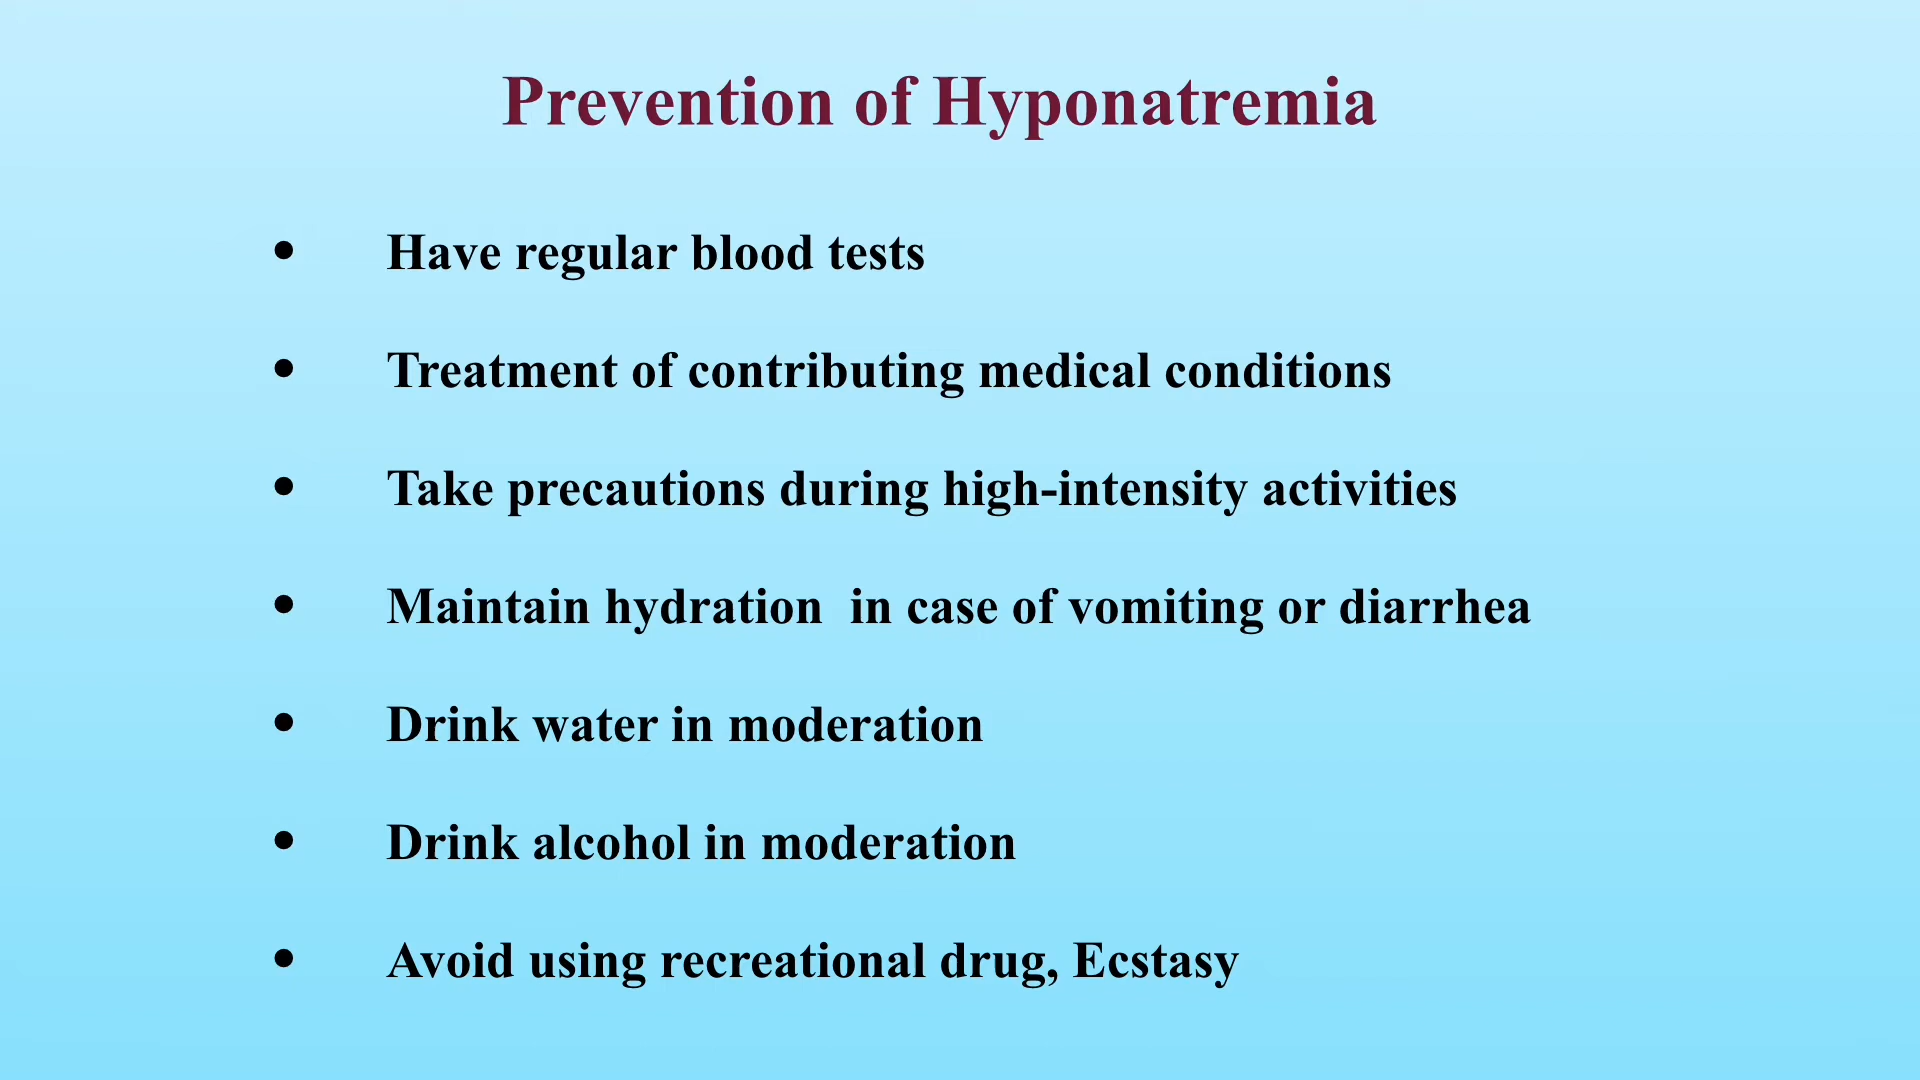 Prevention of Hyponatremia
• Have regular blood tests
• Treatment of contributing medical conditions
• Take precautions during high-intensity activities
• Maintain hydration  in case of vomiting or diarrhea
• Drink water in moderation
• Drink alcohol in moderation
• Avoid using recreational drug, Ecstasy